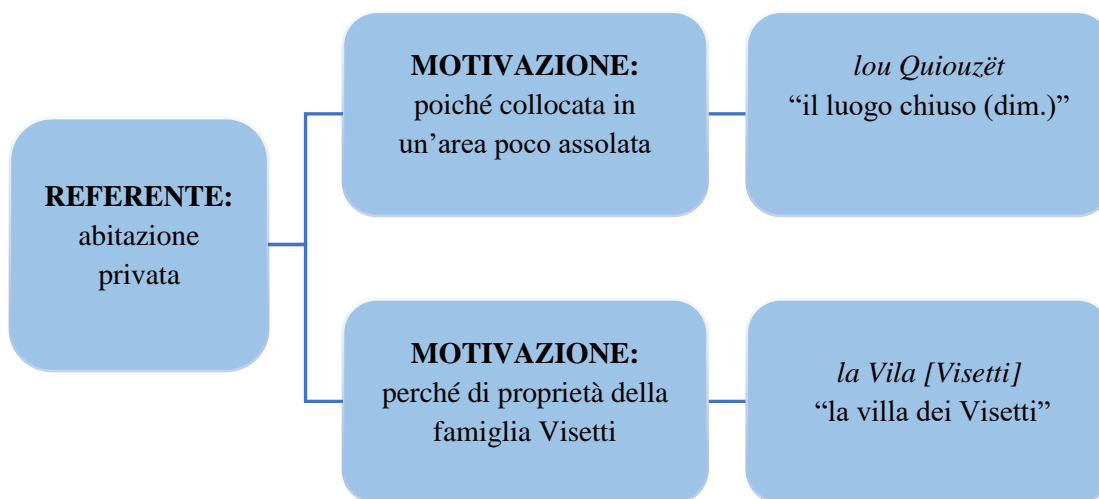 REFERENTE:
abitazione
privata
MOTIVAZIONE:
poiché collocata in
un’area poco assolata
lou Quiouzët
“il luogo chiuso (dim.)”
MOTIVAZIONE:
perché di proprietà della
famiglia Visetti
la Vila [Visetti]
“la villa dei Visetti”